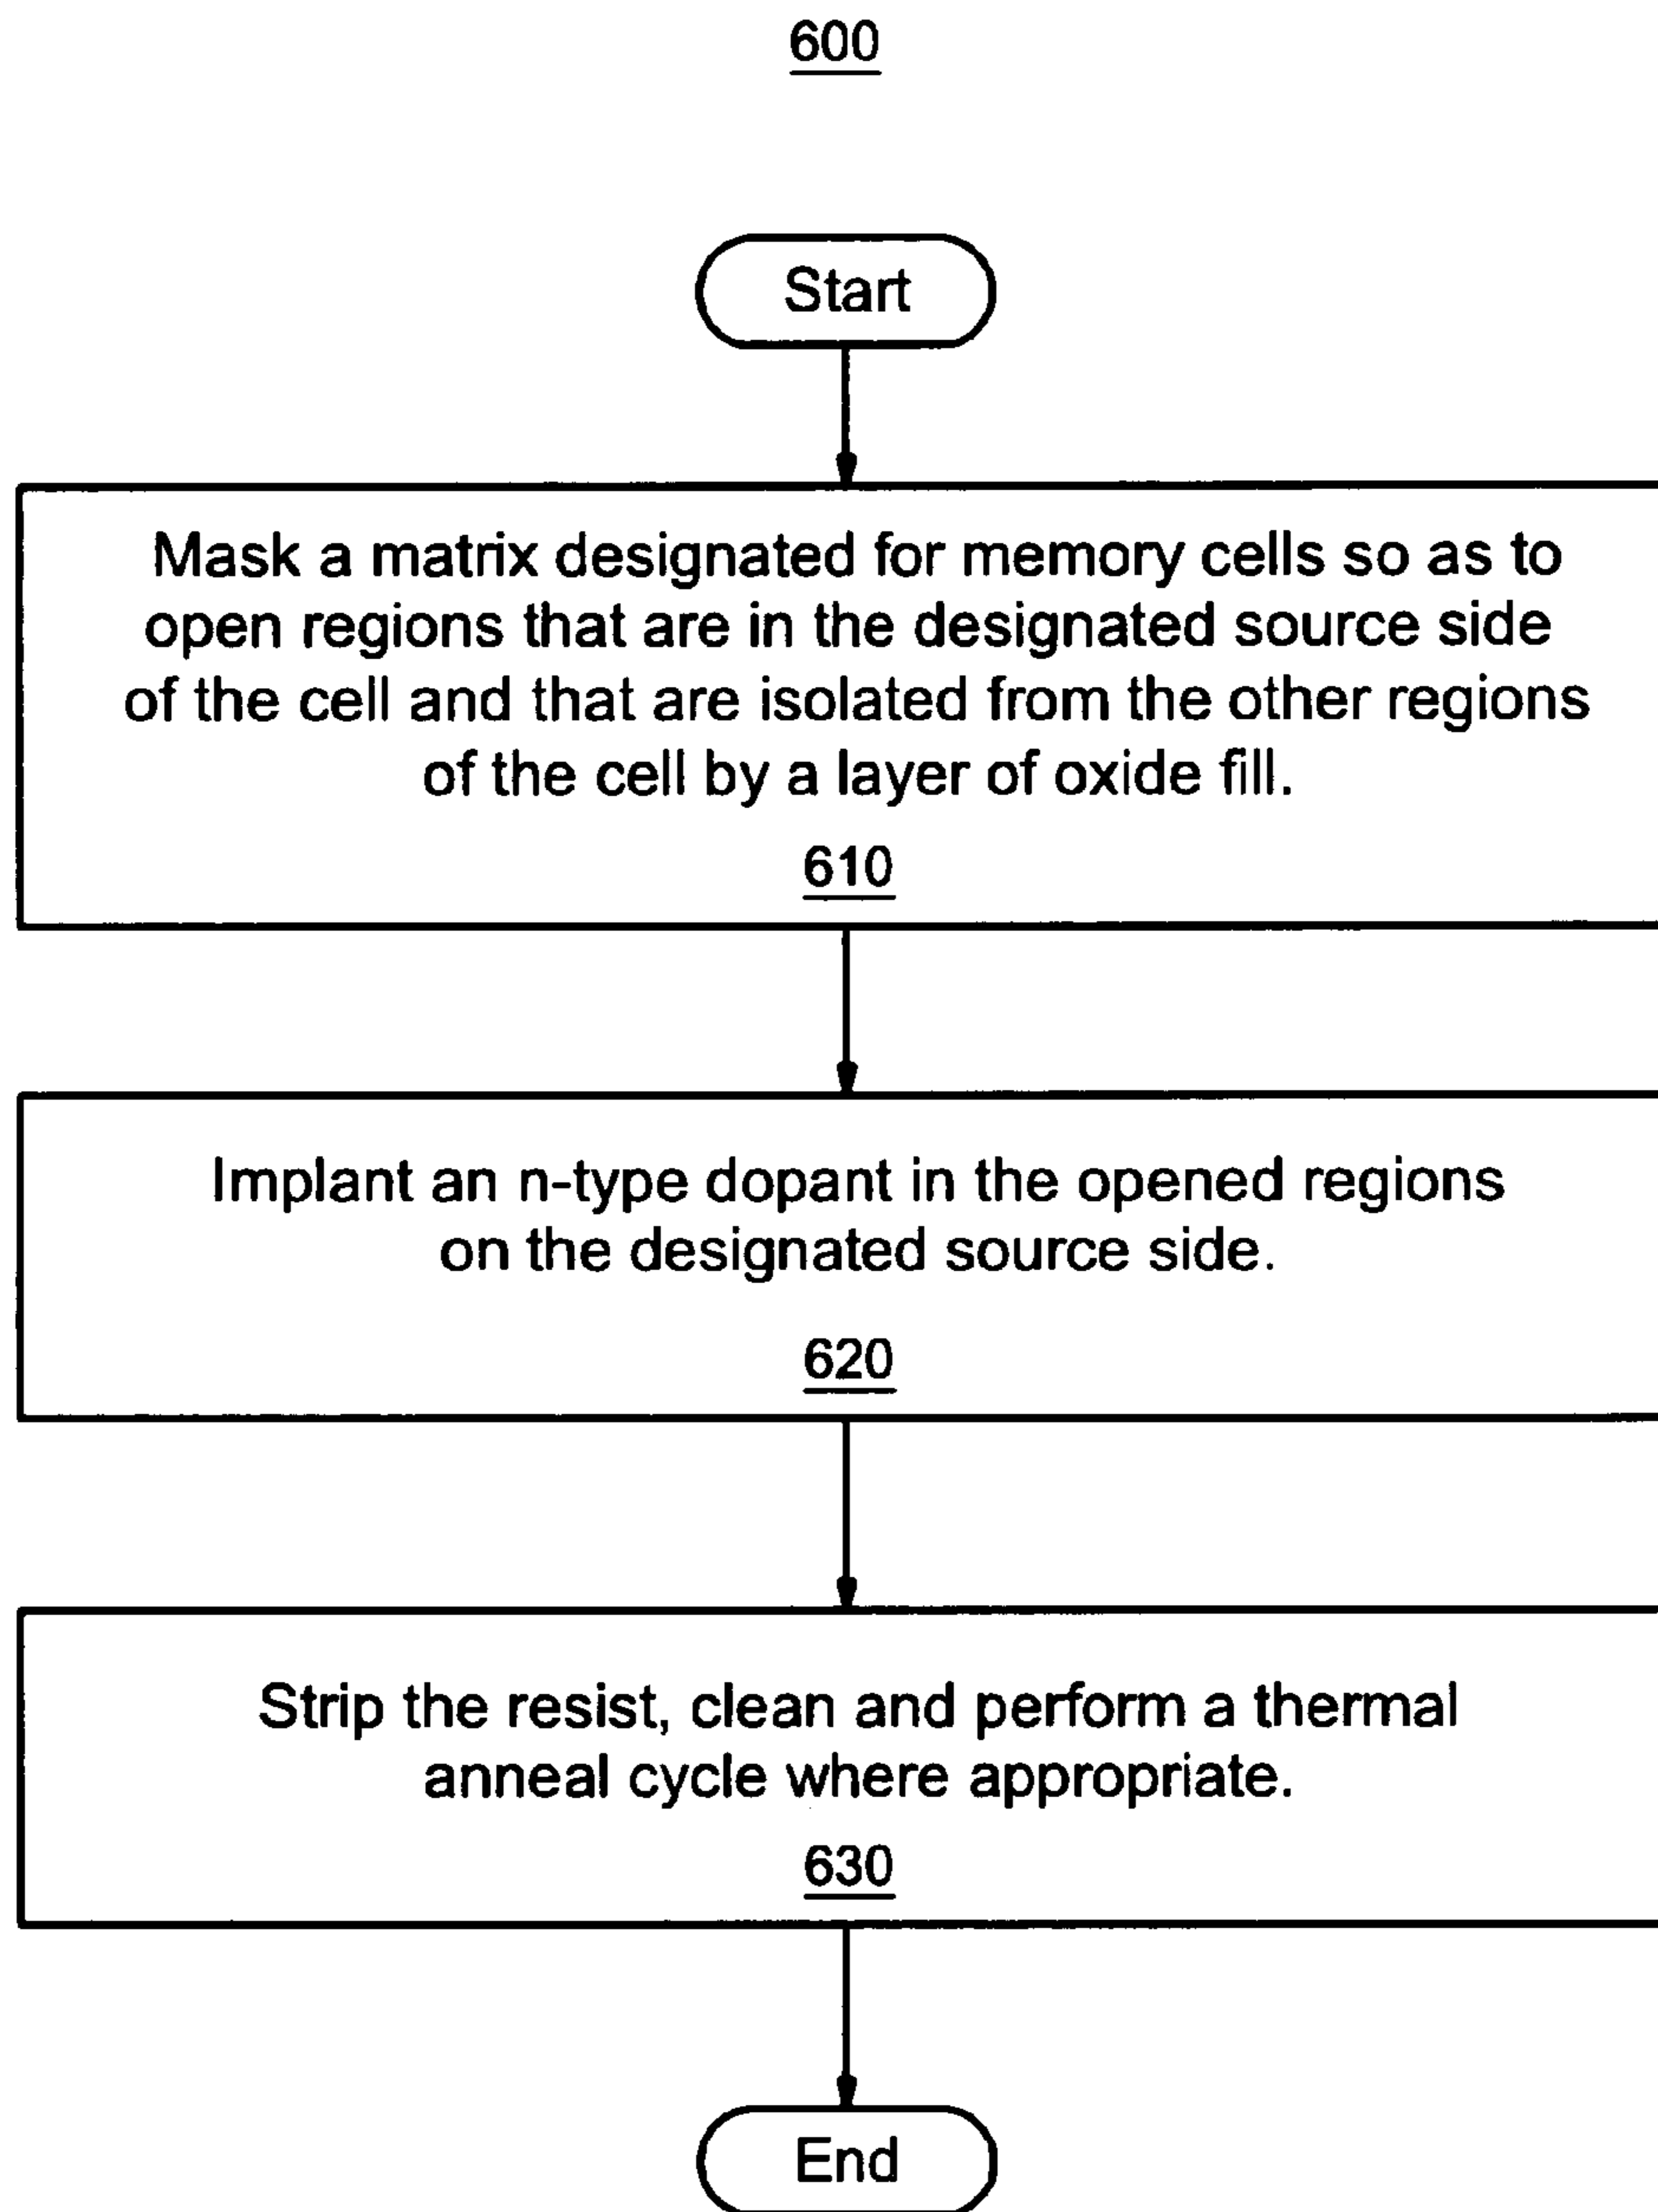 600
Start
Mask a matrix designated for memory cells so as to
open regions that are in the designated source side
of the cell and that are isolated from the other regions
of the cell by a layer of oxide fill.
610
Implant an n-type dopant in the opened regions
on the designated source side.
620
Strip the resist, clean and perform a thermal
anneal cycle where appropriate.
630
End